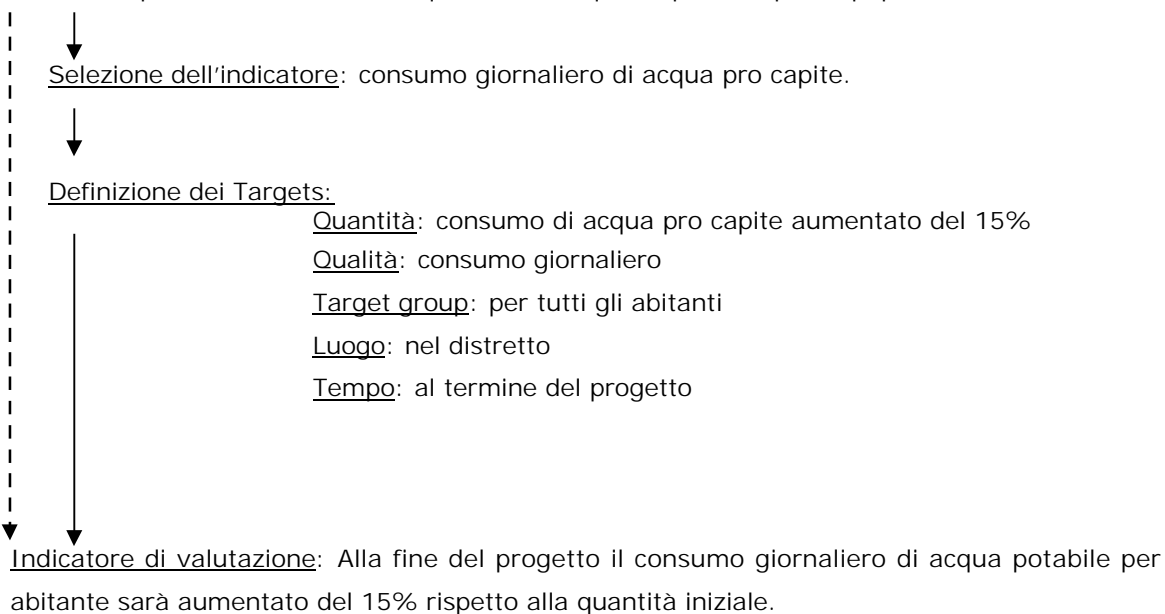 Selezione dell'indicatore: consumo giornaliero di acqua pro capite.
Definizione dei Targets:
Quantità: consumo di acqua pro capite aumentato del 15%
Qualità: consumo giornaliero
Target group: per tutti gli abitanti
Luogo: nel distretto
Tempo: al termine del progetto
Indicatore di valutazione: Alla fine del progetto il consumo giornaliero di acqua potabile per
abitante sarà aumentato del 15% rispetto alla quantità iniziale.